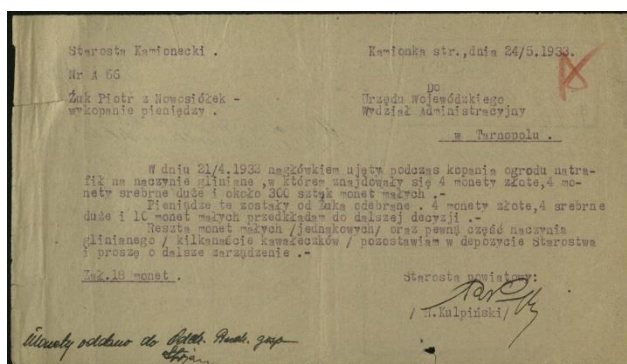 Starosta Kamionecki .
Kamionka str.,dnia 24/5.1933.
Nr A 66
Żuk Piotr z Nowosiółek -
wykopanie pieniędzy .
Do
Urzędu Wojewódzkiego
Wydział Administracyjny
w Tarnopolu .
W dniu 21/4.1933 nagłówkiem ujęty podczas kopania ogrodu natra-
fił na naczynie gliniane ,w którem znajdowały się 4 monety złote,4 mo-
nety srebrne duże i około 300 sztuk monet małych .-
Pieniądze te zostały od Żuka odebrane . 4 monety złote,4 srebrne
duże i 10 monet małych przedkładam do dalszej decyzji .-
Reszta monet małych /jednakowych/ oraz pewną część naczynia
glinianego / kilkanaście kawałeczków / pozostawiam w depozycie Starostwa
i proszę o dalsze zarządzenie .-
Zał.18 monet .
Starosta powiatowy:
/ N.Kulpiński/
Monety oddano do